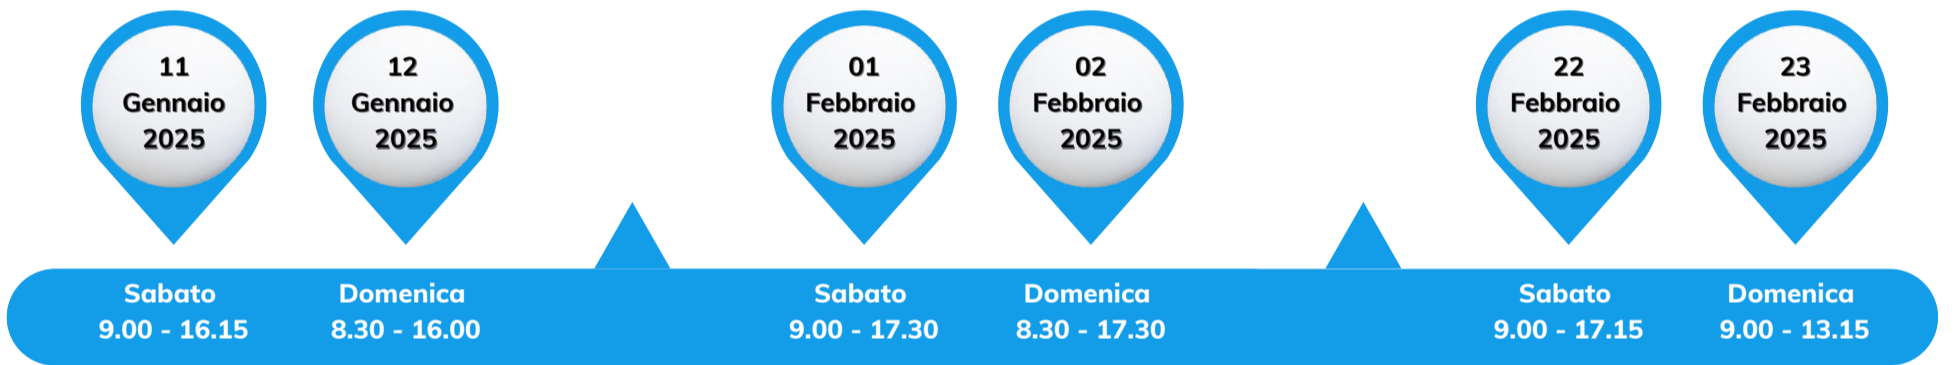 11
Gennaio
2025
12
Gennaio
2025
01
Febbraio
2025
02
Febbraio
2025
22
Febbraio
2025
23
Febbraio
2025
Sabato
9.00 - 16.15
Domenica
8.30 - 16.00
Sabato
9.00 - 17.30
Domenica
8.30 - 17.30
Sabato
9.00 - 17.15
Domenica
9.00 - 13.15